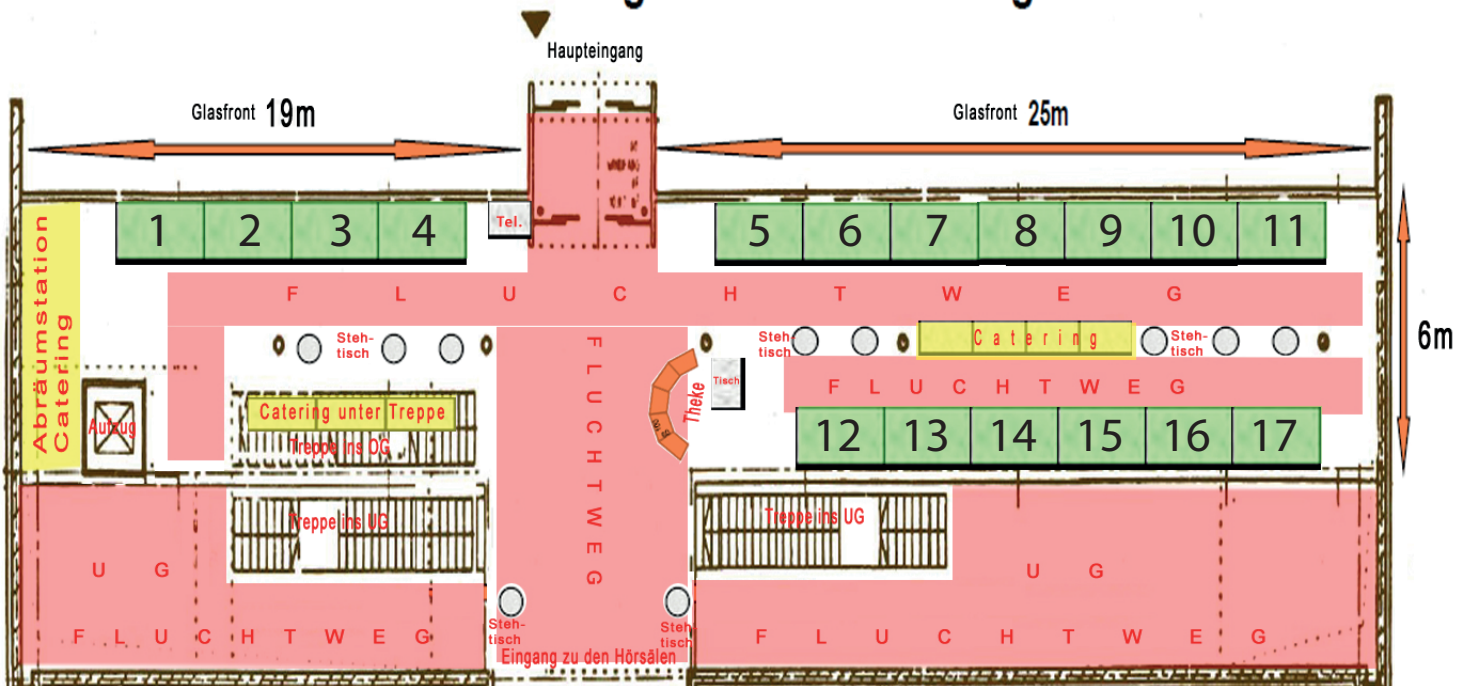 Haupteingang
Glasfront 19m
Glasfront 25m
Abräumstation
Catering
1 2 3 4
Tel.
5 6 7 8 9 10 11
F L U C H T W E G
Steh-
tisch
Steh-
tisch
Catering
Steh-
tisch
6m
FLUCHTWEG
Theke
Tisch
F L U C H T W E G
Aufzug
Catering unter Treppe
Treppe ins OG
12 13 14 15 16 17
Treppe ins UG
Treppe ins UG
U G
U G
F L U C H T W E G
Steh-
tisch
Steh-
tisch
F L U C H T W E G
Eingang zu den Hörsälen